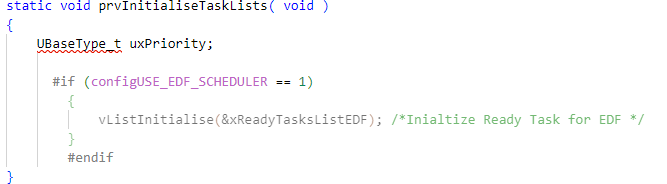 static void prvInitialiseTaskLists( void )
{
UBaseType_t uxPriority;
#if (configUSE_EDF_SCHEDULER == 1)
{
vListInitialise(&xReadyTasksListEDF); /*Inialtize Ready Task for EDF */
}
#endif
}